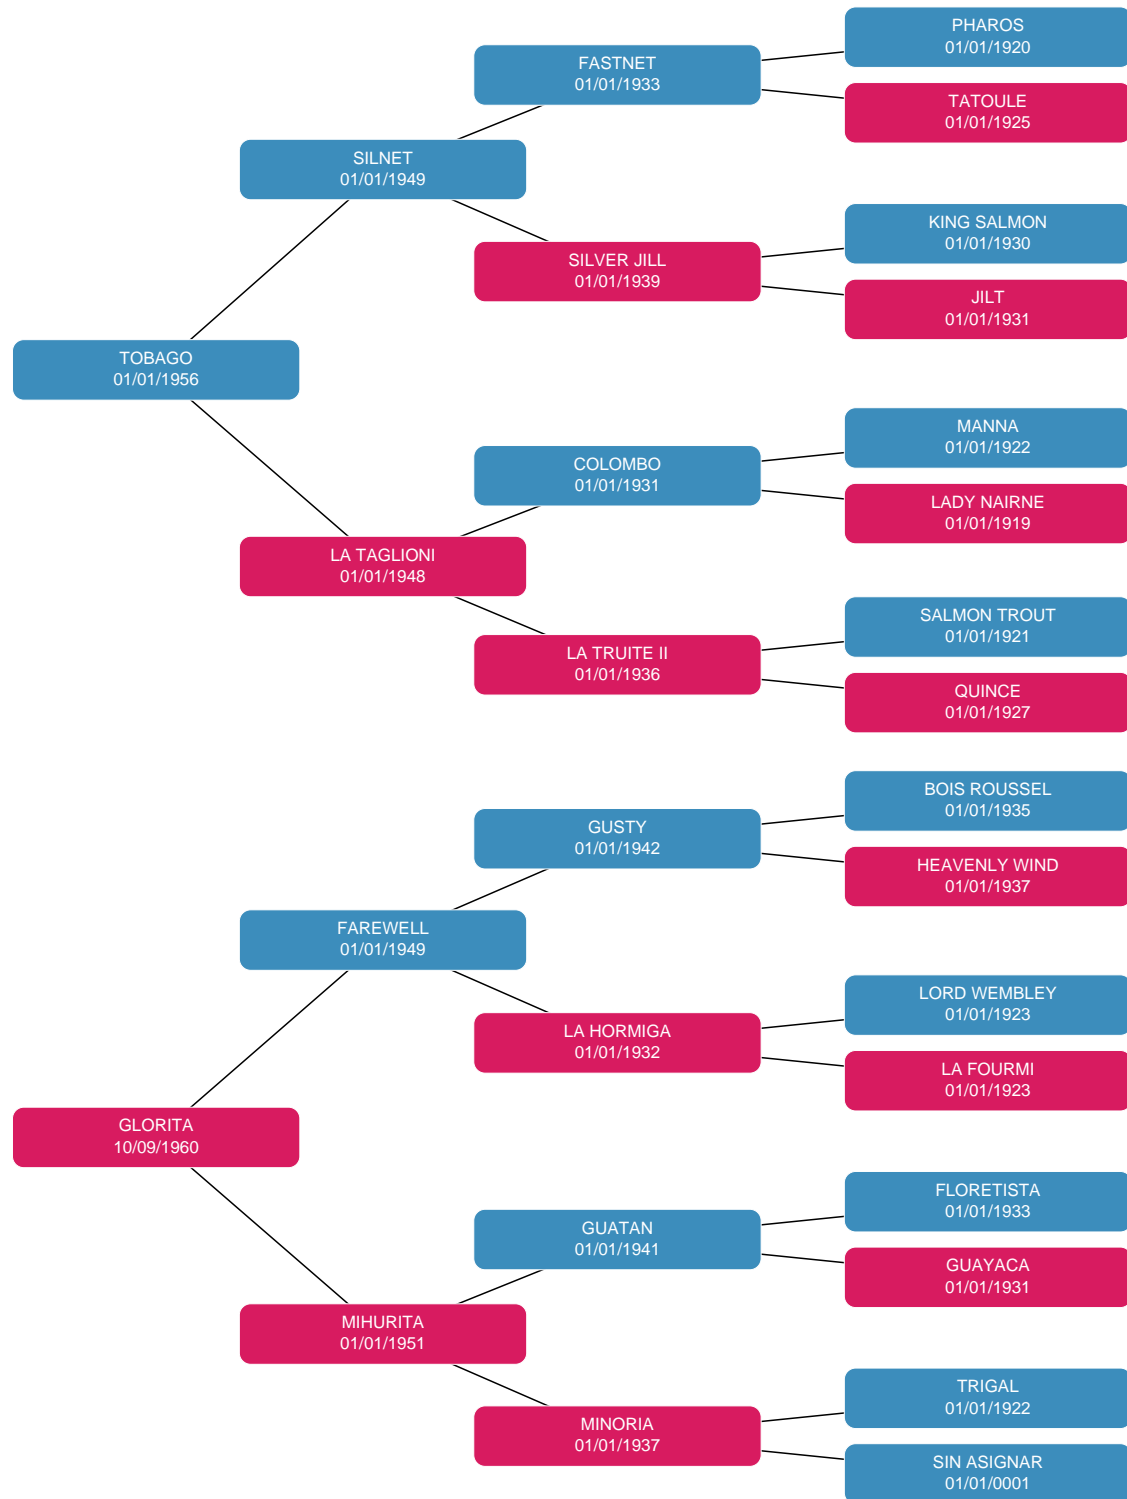 PHAROS
01/01/1920
FASTNET
01/01/1933
TATOULE
01/01/1925
SILNET
01/01/1949
KING SALMON
01/01/1930
SILVER JILL
01/01/1939
JILT
01/01/1931
TOBAGO
01/01/1956
MANNA
01/01/1922
COLOMBO
01/01/1931
LADY NAIRNE
01/01/1919
LA TAGLIONI
01/01/1948
SALMON TROUT
01/01/1921
LA TRUITE II
01/01/1936
QUINCE
01/01/1927
BOIS ROUSSEL
01/01/1935
GUSTY
01/01/1942
HEAVENLY WIND
01/01/1937
FAREWELL
01/01/1949
LORD WEMBLEY
01/01/1923
LA HORMIGA
01/01/1932
LA FOURMI
01/01/1923
GLORITA
10/09/1960
FLORETISTA
01/01/1933
GUATAN
01/01/1941
GUAYACA
01/01/1931
MIHURITA
01/01/1951
TRIGAL
01/01/1922
MINORIA
01/01/1937
SIN ASIGNAR
01/01/0001